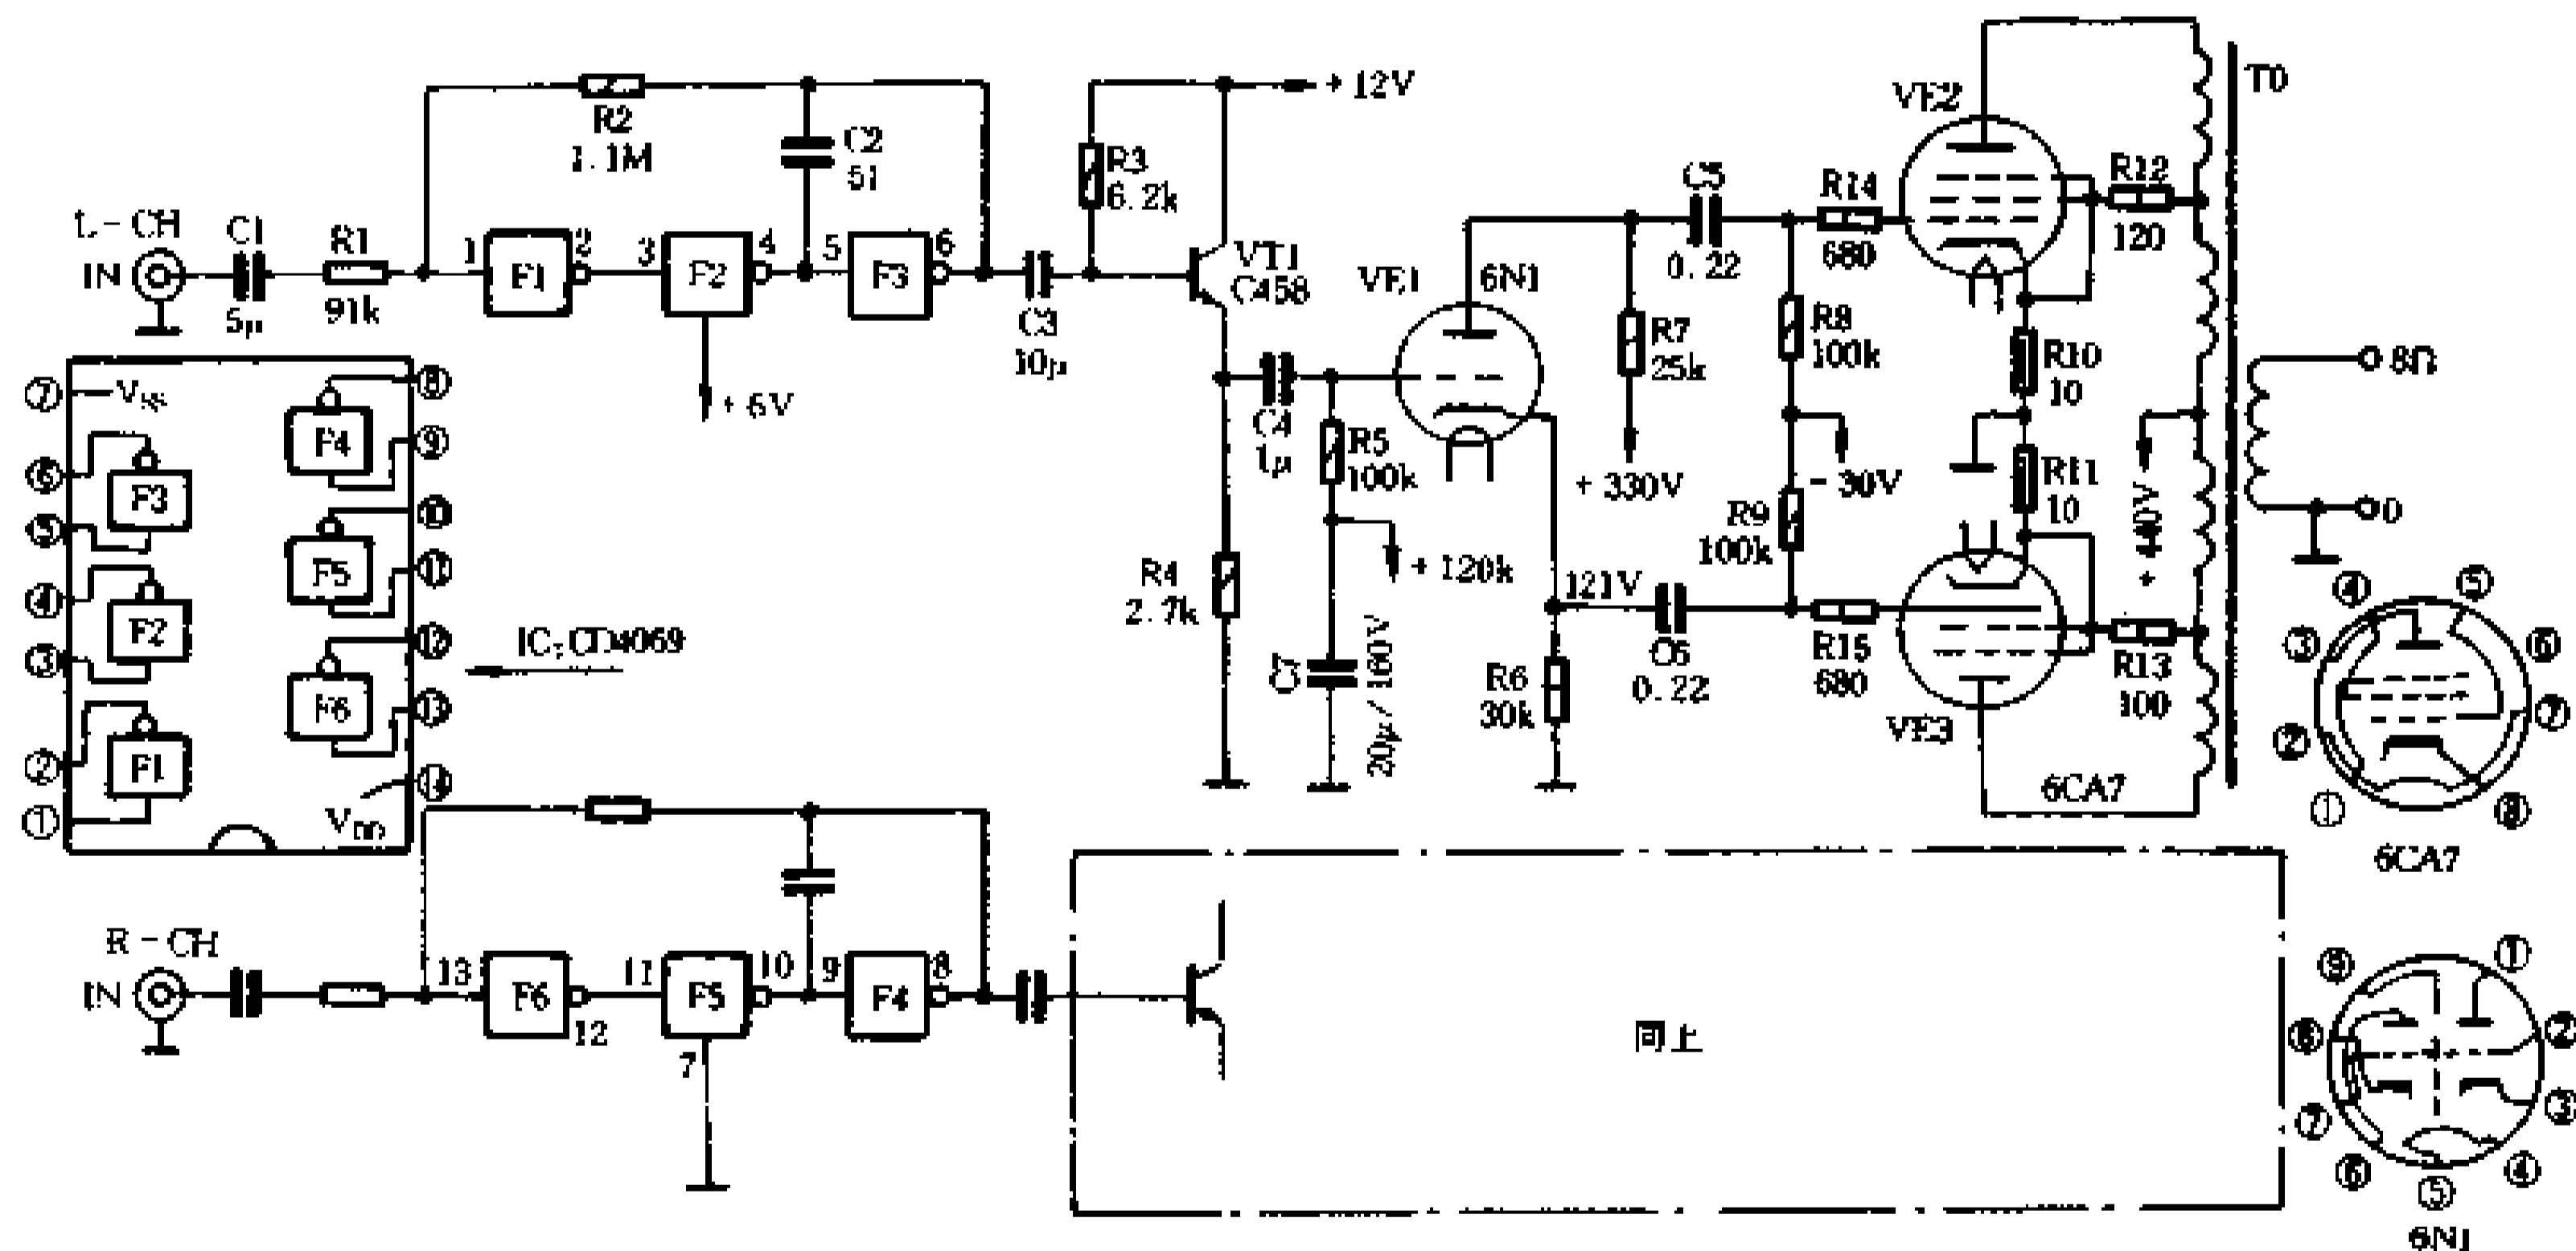 L-CH
IN
C1
5μ
R1
91k
R2
1.1M
C2
51
1
F1
2
3
F2
4
5
F3
6
+6V
C3
10μ
R3
6.2k
+12V
VT1
C458
R4
2.7k
C4
1μ
R5
100k
+120k
C7
20μ/160V
VE1
6N1
121V
R6
30k
R7
25k
+330V
C5
0.22
C6
0.22
R8
100k
-30V
R9
100k
R14
680
R15
680
VE2
VE3
6CA7
R12
120
R10
10
R11
10
R13
100
+440V
T0
8Ω
0
⑦
VSS
⑥
F3
⑤
④
F2
③
②
F1
①
⑧
F4
⑨
⑩
F5
⑪
⑫
F6
⑬
⑭
VDD
IC:CD4069
④
⑤
③
⑥
②
⑦
①
⑧
6CA7
R-CH
IN
13
F6
12
11
F5
10
7
9
F4
8
同上
⑨
①
⑧
②
⑦
③
⑥
④
⑤
6N1